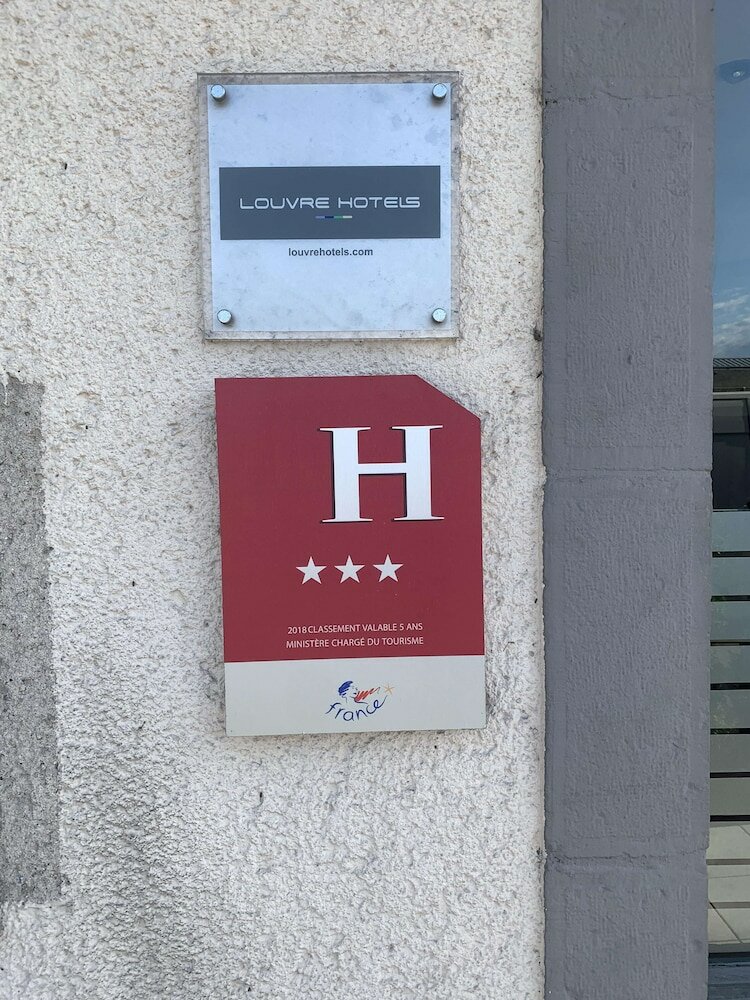 LOUVRE HOTELS
louvrehotels.com
H
2018 CLASSEMENT VALABLE 5 ANS
MINISTÈRE CHARGÉ DU TOURISME
france